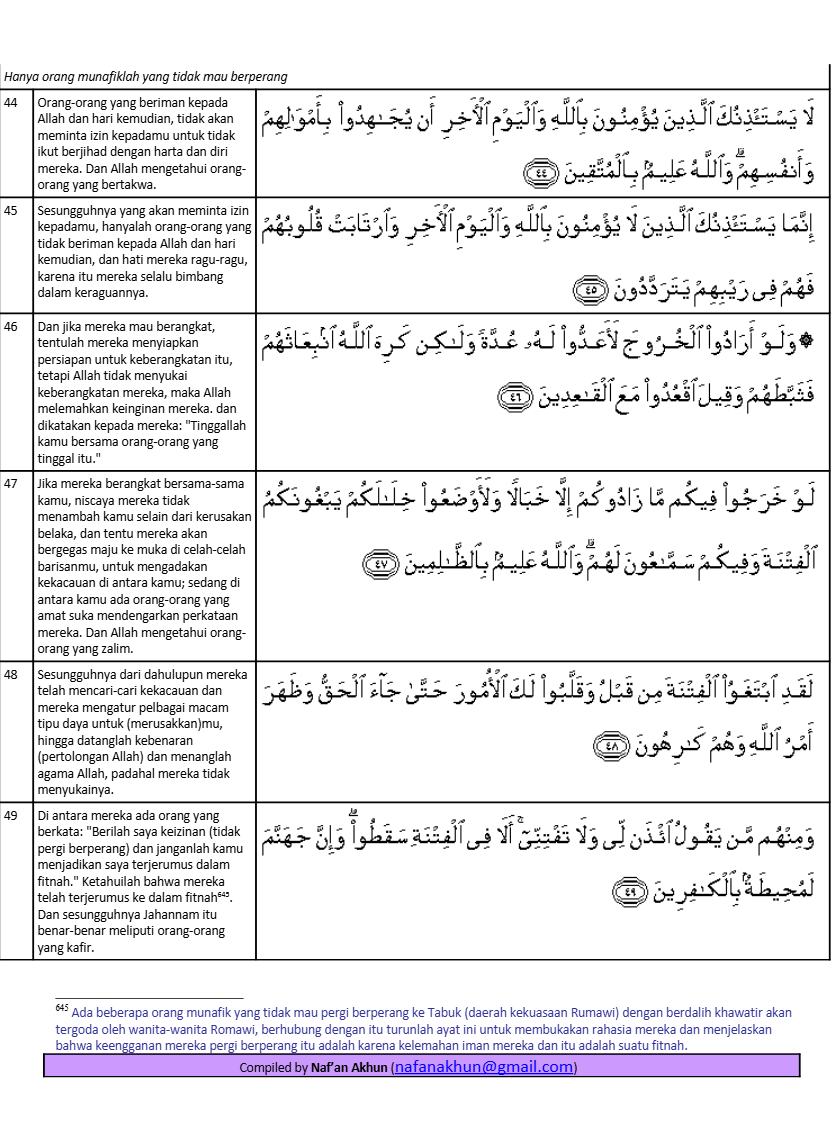 Hanya orang munafiklah yang tidak mau berperang
44
Orang-orang yang beriman kepada
Allah dan hari kemudian, tidak akan
meminta izin kepadamu untuk tidak
ikut berjihad dengan harta dan diri
mereka. Dan Allah mengetahui orang-
orang yang bertakwa.
لَا يَسْتَـْٔذِنُكَ ٱلَّذِينَ يُؤْمِنُونَ بِٱللَّهِ وَٱلْيَوْمِ ٱلْـَٔاخِرِ أَن يُجَـٰهِدُوا۟ بِأَمْوَٰلِهِمْ
وَأَنفُسِهِمْ ۗ وَٱللَّهُ عَلِيمٌۢ بِٱلْمُتَّقِينَ ٤٤
45
Sesungguhnya yang akan meminta izin
kepadamu, hanyalah orang-orang yang
tidak beriman kepada Allah dan hari
kemudian, dan hati mereka ragu-ragu,
karena itu mereka selalu bimbang
dalam keraguannya.
إِنَّمَا يَسْتَـْٔذِنُكَ ٱلَّذِينَ لَا يُؤْمِنُونَ بِٱللَّهِ وَٱلْيَوْمِ ٱلْـَٔاخِرِ وَٱرْتَابَتْ قُلُوبُهُمْ
فَهُمْ فِى رَيْبِهِمْ يَتَرَدَّدُونَ ٤٥
46
Dan jika mereka mau berangkat,
tentulah mereka menyiapkan
persiapan untuk keberangkatan itu,
tetapi Allah tidak menyukai
keberangkatan mereka, maka Allah
melemahkan keinginan mereka. dan
dikatakan kepada mereka: "Tinggallah
kamu bersama orang-orang yang
tinggal itu."
۞ وَلَوْ أَرَادُوا۟ ٱلْخُرُوجَ لَأَعَدُّوا۟ لَهُۥ عُدَّةً وَلَـٰكِن كَرِهَ ٱللَّهُ ٱنۢبِعَاثَهُمْ
فَثَبَّطَهُمْ وَقِيلَ ٱقْعُدُوا۟ مَعَ ٱلْقَـٰعِدِينَ ٤٦
47
Jika mereka berangkat bersama-sama
kamu, niscaya mereka tidak
menambah kamu selain dari kerusakan
belaka, dan tentu mereka akan
bergegas maju ke muka di celah-celah
barisanmu, untuk mengadakan
kekacauan di antara kamu; sedang di
antara kamu ada orang-orang yang
amat suka mendengarkan perkataan
mereka. Dan Allah mengetahui orang-
orang yang zalim.
لَوْ خَرَجُوا۟ فِيكُم مَّا زَادُوكُمْ إِلَّا خَبَالًا وَلَأَوْضَعُوا۟ خِلَـٰلَكُمْ يَبْغُونَكُمُ
ٱلْفِتْنَةَ وَفِيكُمْ سَمَّـٰعُونَ لَهُمْ ۗ وَٱللَّهُ عَلِيمٌۢ بِٱلظَّـٰلِمِينَ ٤٧
48
Sesungguhnya dari dahulupun mereka
telah mencari-cari kekacauan dan
mereka mengatur pelbagai macam
tipu daya untuk (merusakkan)mu,
hingga datanglah kebenaran
(pertolongan Allah) dan menanglah
agama Allah, padahal mereka tidak
menyukainya.
لَقَدِ ٱبْتَغَوُا۟ ٱلْفِتْنَةَ مِن قَبْلُ وَقَلَّبُوا۟ لَكَ ٱلْأُمُورَ حَتَّىٰ جَآءَ ٱلْحَقُّ وَظَهَرَ
أَمْرُ ٱللَّهِ وَهُمْ كَـٰرِهُونَ ٤٨
49
Di antara mereka ada orang yang
berkata: "Berilah saya keizinan (tidak
pergi berperang) dan janganlah kamu
menjadikan saya terjerumus dalam
fitnah." Ketahuilah bahwa mereka
telah terjerumus ke dalam fitnah⁶⁴⁵.
Dan sesungguhnya Jahannam itu
benar-benar meliputi orang-orang
yang kafir.
وَمِنْهُم مَّن يَقُولُ ٱئْذَن لِّى وَلَا تَفْتِنِّىٓ ۚ أَلَا فِى ٱلْفِتْنَةِ سَقَطُوا۟ ۗ وَإِنَّ جَهَنَّمَ
لَمُحِيطَةٌۢ بِٱلْكَـٰفِرِينَ ٤٩
⁶⁴⁵ Ada beberapa orang munafik yang tidak mau pergi berperang ke Tabuk (daerah kekuasaan Rumawi) dengan berdalih khawatir akan
tergoda oleh wanita-wanita Romawi, berhubung dengan itu turunlah ayat ini untuk membukakan rahasia mereka dan menjelaskan
bahwa keengganan mereka pergi berperang itu adalah karena kelemahan iman mereka dan itu adalah suatu fitnah.
Compiled by Naf'an Akhun (nafanakhun@gmail.com)